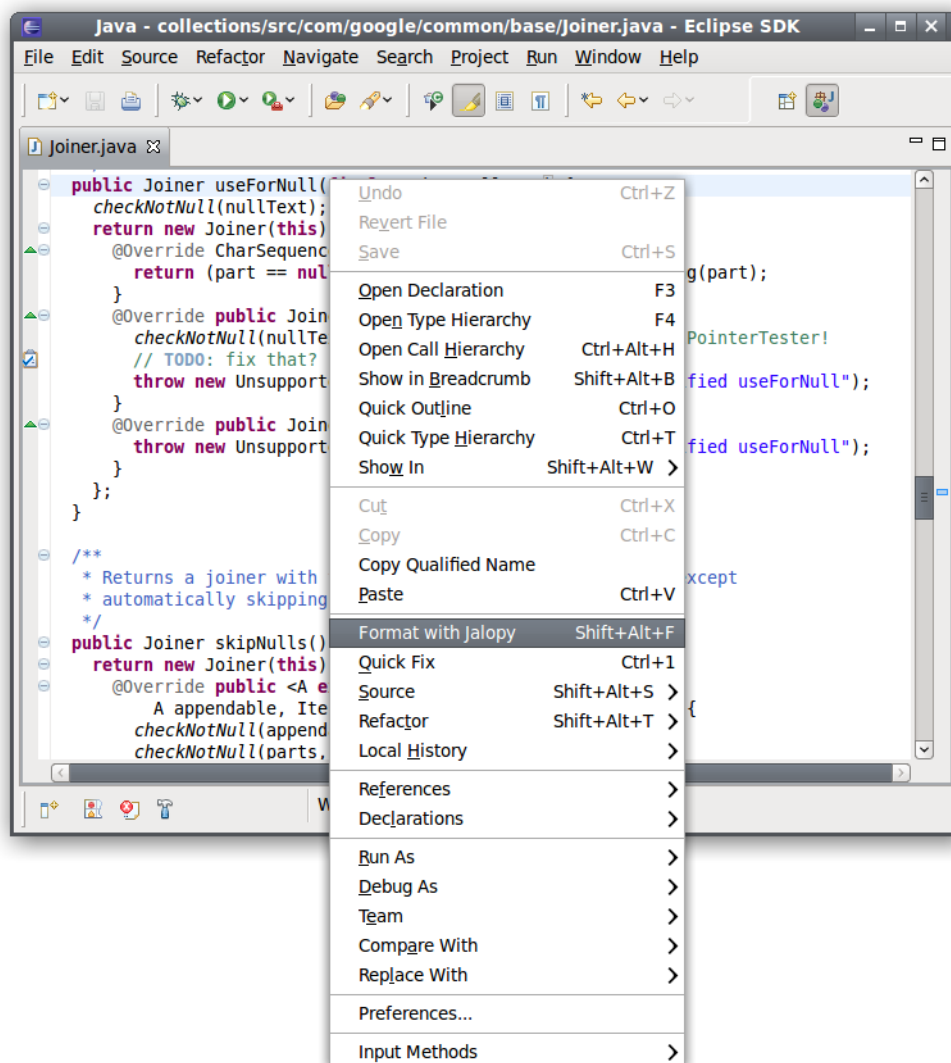 Java - collections/src/com/google/common/base/Joiner.java - Eclipse SDK
File Edit Source Refactor Navigate Search Project Run Window Help
Joiner.java
public Joiner useForNull(
checkNotNull(nullText);
return new Joiner(this)
@Override CharSequenc
return (part == nul g(part);
}
@Override public Join
checkNotNull(nullTe PointerTester!
// TODO: fix that?
throw new Unsupport fied useForNull");
}
@Override public Join
throw new Unsupport fied useForNull");
}
};
}
/**
* Returns a joiner with xcept
* automatically skipping
*/
public Joiner skipNulls()
return new Joiner(this)
@Override public <A e
A appendable, Ite {
checkNotNull(append
checkNotNull(parts,
W
Undo Ctrl+Z
Revert File
Save Ctrl+S
Open Declaration F3
Open Type Hierarchy F4
Open Call Hierarchy Ctrl+Alt+H
Show in Breadcrumb Shift+Alt+B
Quick Outline Ctrl+O
Quick Type Hierarchy Ctrl+T
Show In Shift+Alt+W
Cut Ctrl+X
Copy Ctrl+C
Copy Qualified Name
Paste Ctrl+V
Format with Jalopy Shift+Alt+F
Quick Fix Ctrl+1
Source Shift+Alt+S
Refactor Shift+Alt+T
Local History
References
Declarations
Run As
Debug As
Team
Compare With
Replace With
Preferences...
Input Methods